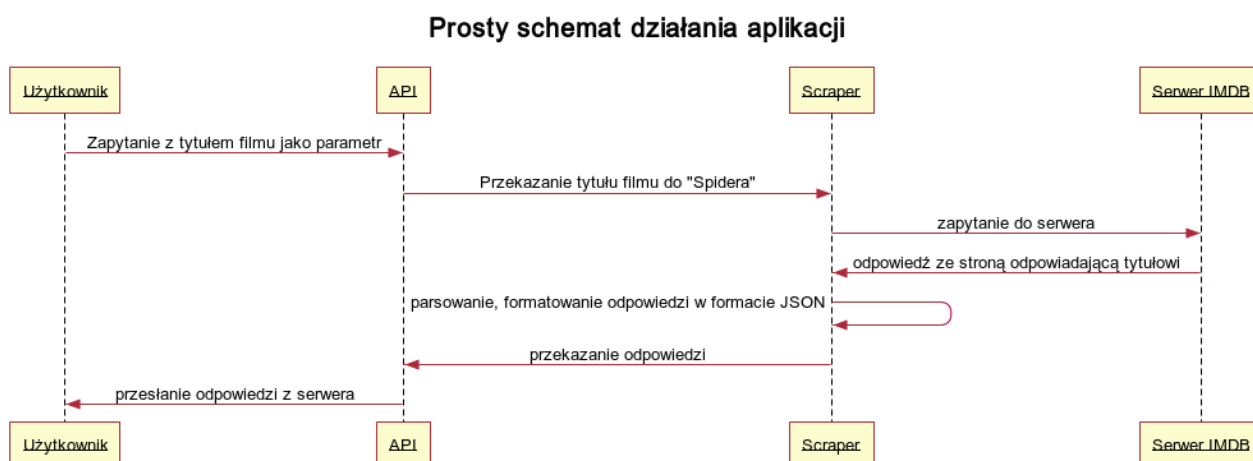 Prosty schemat działania aplikacji
Użytkownik API Scraper Serwer IMDB
Zapytanie z tytułem filmu jako parametr
Przekazanie tytułu filmu do "Spidera"
zapytanie do serwera
odpowiedź ze stroną odpowiadającą tytułowi
parsowanie, formatowanie odpowiedzi w formacie JSON
przekazanie odpowiedzi
przesłanie odpowiedzi z serwera
Użytkownik API Scraper Serwer IMDB